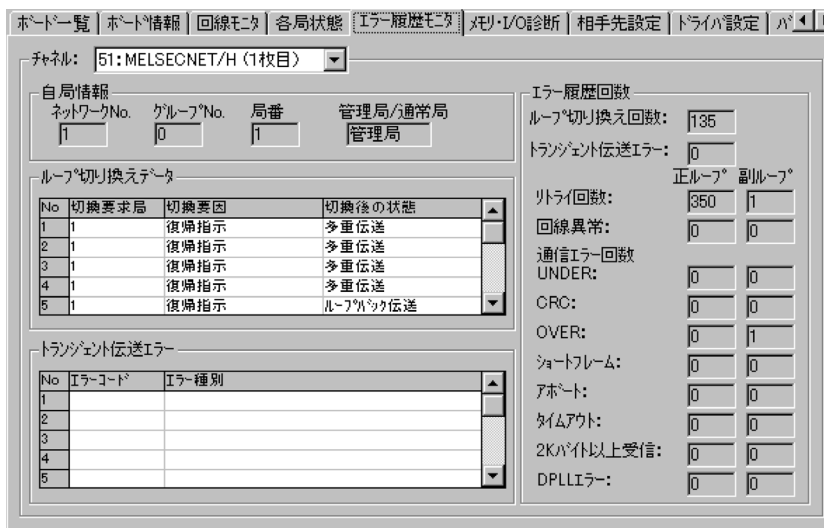 ボード一覧 ボード情報 回線モニタ 各局状態 エラー履歴モニタ メモリ・I/O診断 相手先設定 ドライバ設定
チャネル: 51:MELSECNET/H (1枚目)
自局情報
ネットワークNo. グループNo. 局番 管理局/通常局
1 0 1 管理局
ループ切り換えデータ
No 切換要求局 切換要因 切換後の状態
1 1 復帰指示 多重伝送
2 1 復帰指示 多重伝送
3 1 復帰指示 多重伝送
4 1 復帰指示 多重伝送
5 1 復帰指示 ループバック伝送
トランジェント伝送エラー
No エラーコード エラー種別
1
2
3
4
5
エラー履歴回数
ループ切り換え回数: 135
トランジェント伝送エラー: 0
正ループ 副ループ
リトライ回数: 350 1
回線異常: 0 0
通信エラー回数
UNDER: 0 0
CRC: 0 0
OVER: 0 1
ショートフレーム: 0 0
アボート: 0 0
タイムアウト: 0 0
2Kバイト以上受信: 0 0
DPLLエラー: 0 0